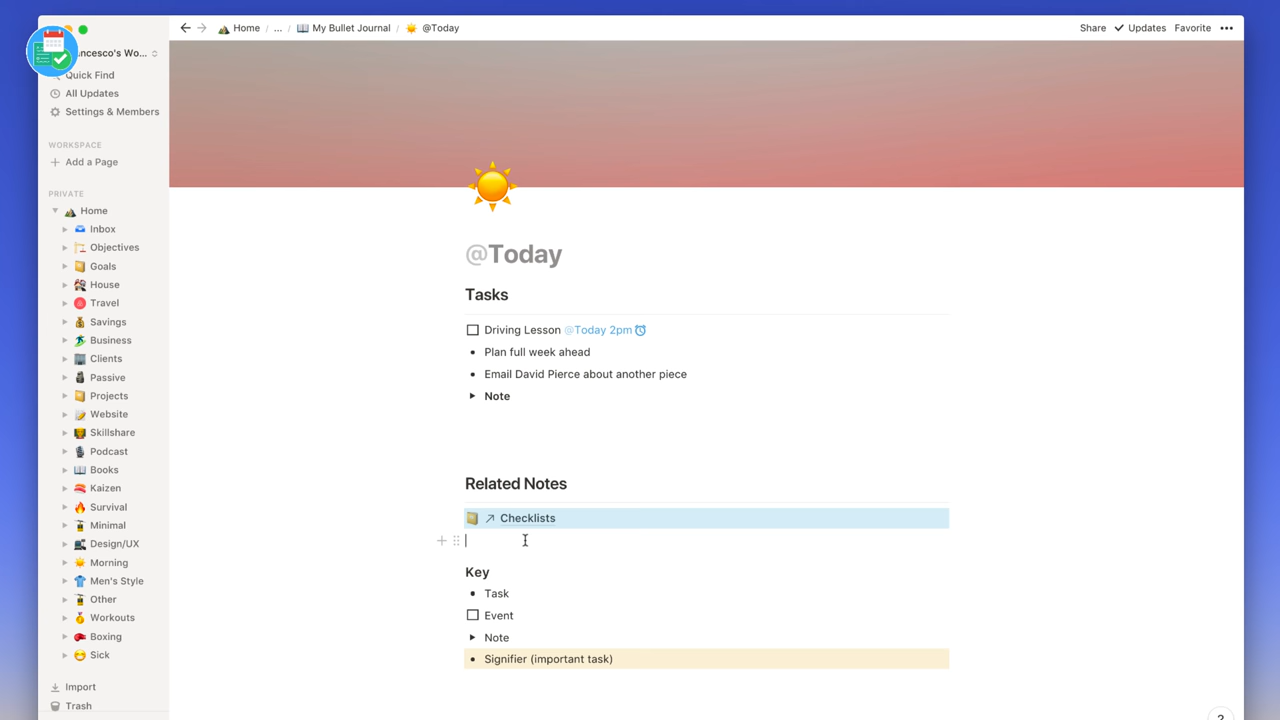 Home / ... / My Bullet Journal / @Today
Share Updates Favorite •••
ncesco's Wo...
Quick Find
All Updates
Settings & Members
WORKSPACE
Add a Page
PRIVATE
Home
Inbox
Objectives
Goals
House
Travel
Savings
Business
Clients
Passive
Projects
Website
Skillshare
Podcast
Books
Kaizen
Survival
Minimal
Design/UX
Morning
Men's Style
Other
Workouts
Boxing
Sick
Import
Trash
@Today
Tasks
Driving Lesson @Today 2pm
• Plan full week ahead
• Email David Pierce about another piece
Note
Related Notes
Checklists
Key
• Task
Event
Note
• Signifier (important task)
?